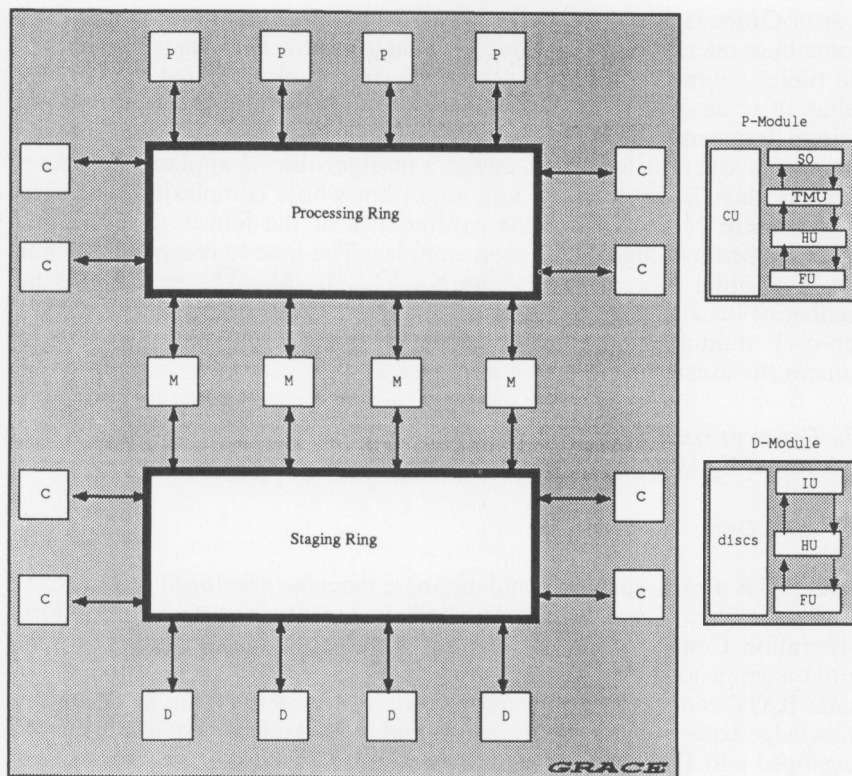 P P P P
C C
Processing Ring
C C
M M M M
C C
Staging Ring
C C
D D D D
GRACE
P-Module
SO
CU TMU
HU
FU
D-Module
IU
discs HU
FU